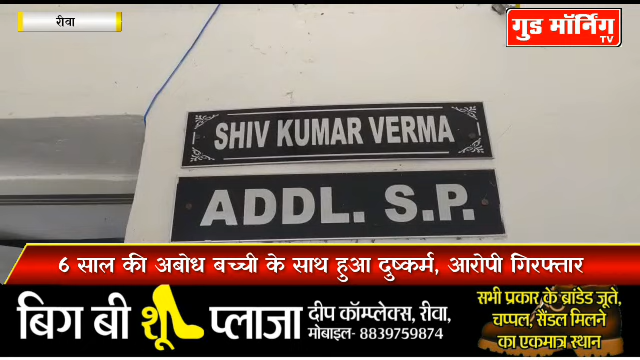 रीवा
गुड मॉर्निंग
TV
SHIV KUMAR VERMA
ADDL. S.P.
6 साल की अबोध बच्ची के साथ हुआ दुष्कर्म, आरोपी गिरफ्तार
बिग बी शू प्लाजा
दीप कॉम्प्लेक्स, रीवा,
मोबाइल- 8839759874
सभी प्रकार के ब्रांडेड जूते,
चप्पल, सैंडल मिलने
का एकमात्र स्थान